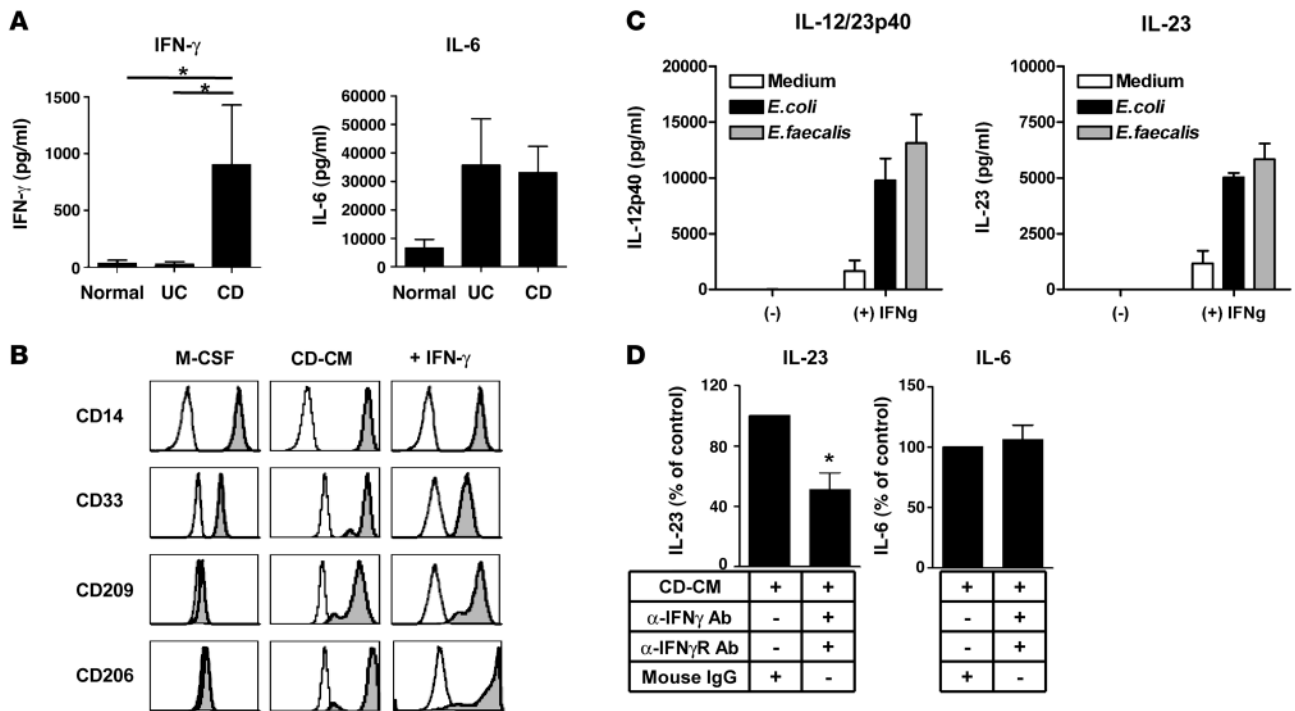 A
IFN-γ
IFN-γ (pg/ml)
1500
1000
500
0
*
*
Normal UC CD
IL-6
IL-6 (pg/ml)
60000
50000
40000
30000
20000
10000
0
Normal UC CD
B
M-CSF CD-CM + IFN-γ
CD14
CD33
CD209
CD206
C
IL-12/23p40
IL-12p40 (pg/ml)
20000
15000
10000
5000
0
Medium
E.coli
E.faecalis
(-) (+) IFNg
IL-23
IL-23 (pg/ml)
10000
7500
5000
2500
0
Medium
E.coli
E.faecalis
(-) (+) IFNg
D
IL-23
IL-23 (% of control)
120
80
40
0
*
IL-6
IL-6 (% of control)
150
100
50
0
CD-CM + + + +
α-IFNγ Ab - + - +
α-IFNγR Ab - + - +
Mouse IgG + - + -